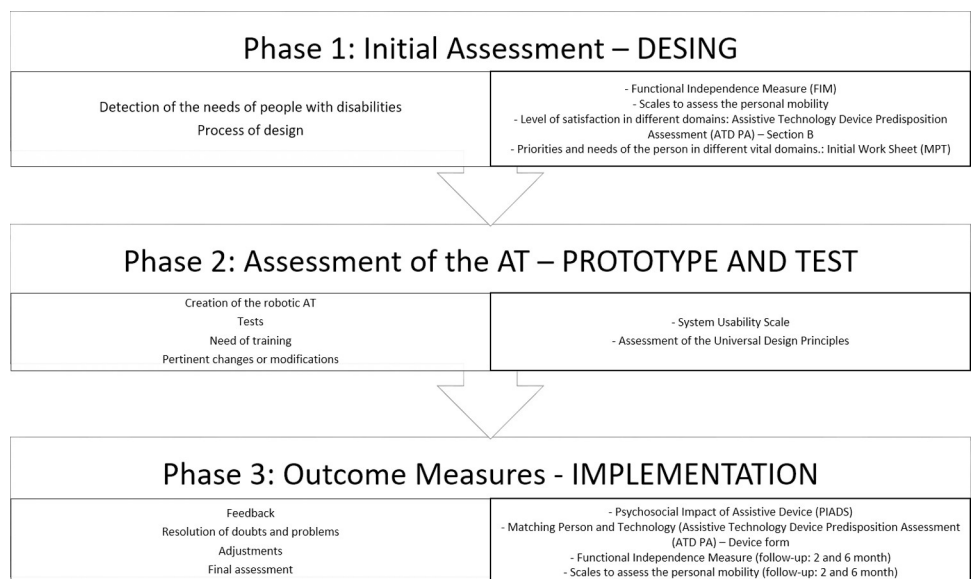 Phase 1: Initial Assessment – DESING
Detection of the needs of people with disabilities
Process of design
- Functional Independence Measure (FIM)
- Scales to assess the personal mobility
- Level of satisfaction in different domains: Assistive Technology Device Predisposition
Assessment (ATD PA) – Section B
- Priorities and needs of the person in different vital domains.: Initial Work Sheet (MPT)
Phase 2: Assessment of the AT – PROTOTYPE AND TEST
Creation of the robotic AT
Tests
Need of training
Pertinent changes or modifications
- System Usability Scale
- Assessment of the Universal Design Principles
Phase 3: Outcome Measures - IMPLEMENTATION
Feedback
Resolution of doubts and problems
Adjustments
Final assessment
- Psychosocial Impact of Assistive Device (PIADS)
- Matching Person and Technology (Assistive Technology Device Predisposition Assessment
(ATD PA) – Device form
- Functional Independence Measure (follow-up: 2 and 6 month)
- Scales to assess the personal mobility (follow-up: 2 and 6 month)